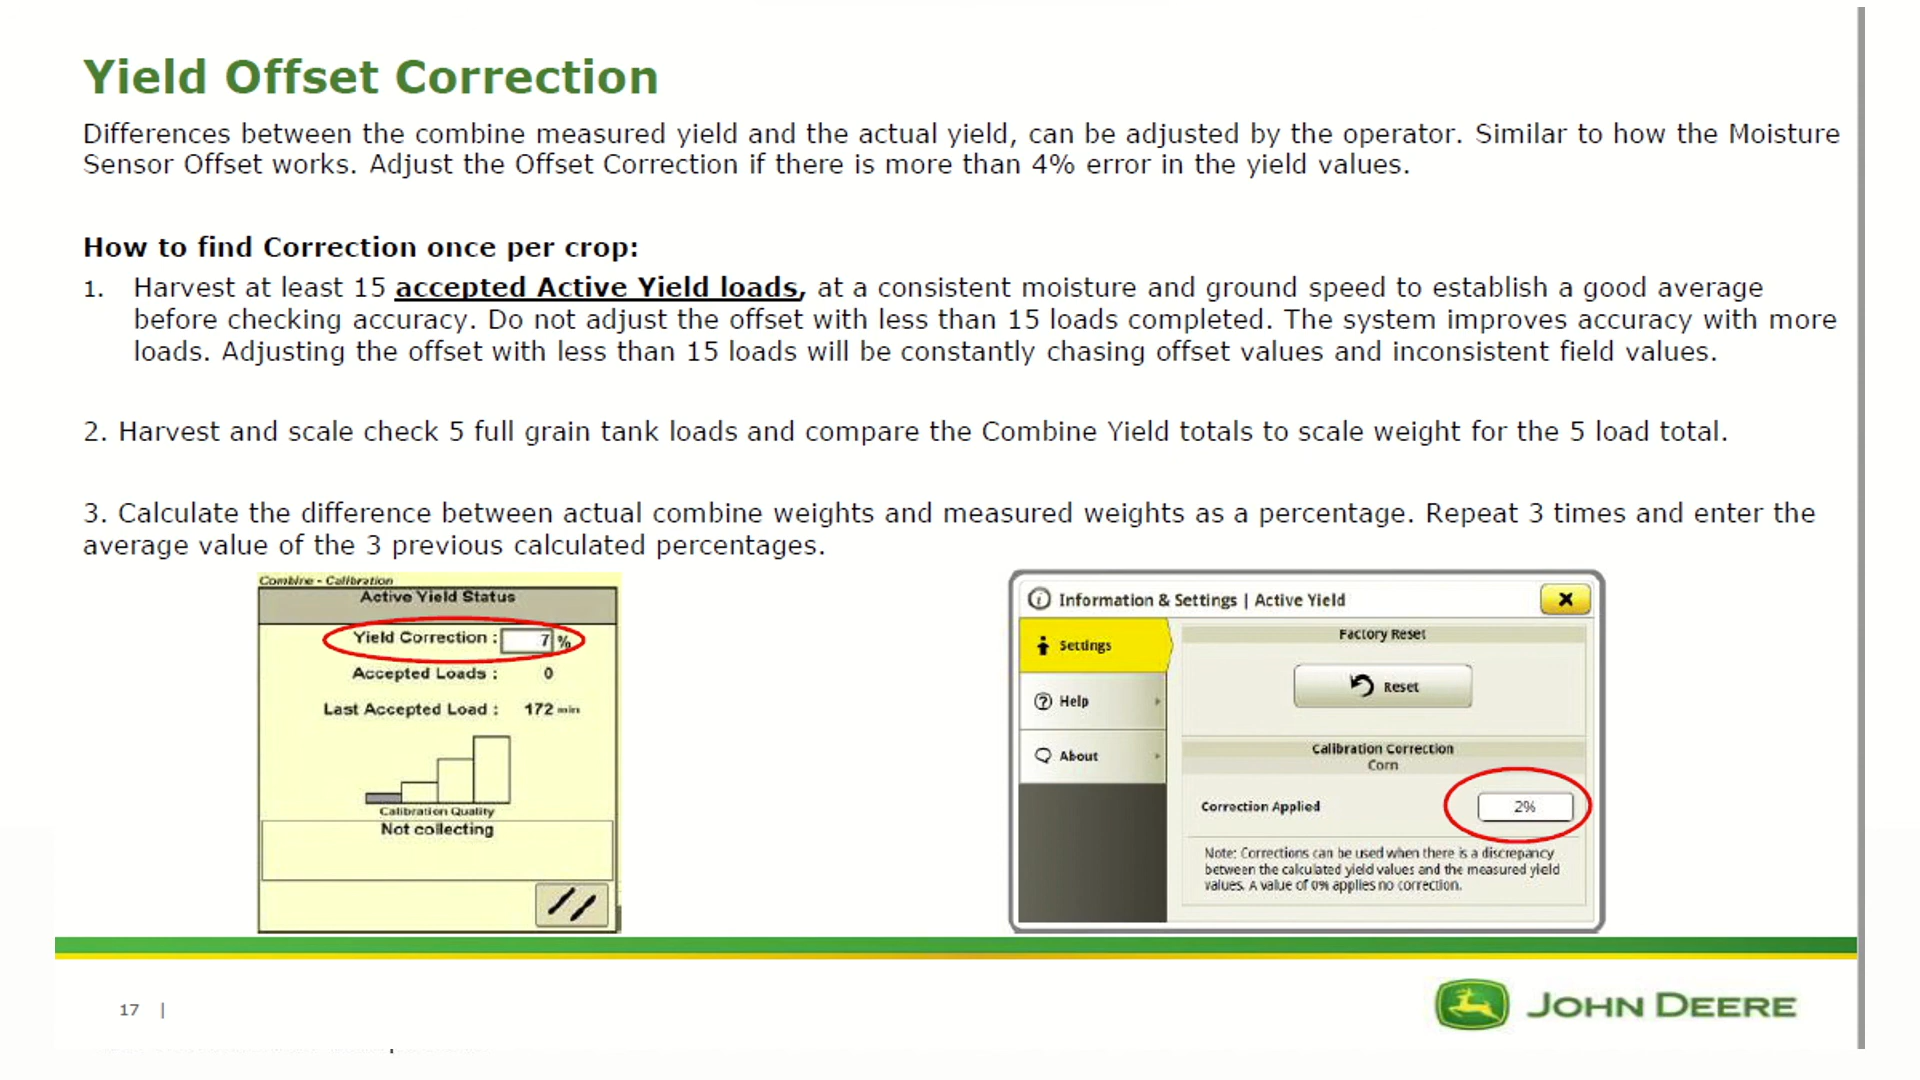 Yield Offset Correction
Differences between the combine measured yield and the actual yield, can be adjusted by the operator. Similar to how the Moisture
Sensor Offset works. Adjust the Offset Correction if there is more than 4% error in the yield values.
How to find Correction once per crop:
1. Harvest at least 15 accepted Active Yield loads, at a consistent moisture and ground speed to establish a good average
before checking accuracy. Do not adjust the offset with less than 15 loads completed. The system improves accuracy with more
loads. Adjusting the offset with less than 15 loads will be constantly chasing offset values and inconsistent field values.
2. Harvest and scale check 5 full grain tank loads and compare the Combine Yield totals to scale weight for the 5 load total.
3. Calculate the difference between actual combine weights and measured weights as a percentage. Repeat 3 times and enter the
average value of the 3 previous calculated percentages.
Combine - Calibration
Active Yield Status
Yield Correction : 7 %
Accepted Loads : 0
Last Accepted Load : 172 min
Calibration Quality
Not collecting
Information & Settings | Active Yield
Settings
Help
About
Factory Reset
Reset
Calibration Correction
Corn
Correction Applied 2%
Note: Corrections can be used when there is a discrepancy
between the calculated yield values and the measured yield
values. A value of 0% applies no correction.
17 |
JOHN DEERE